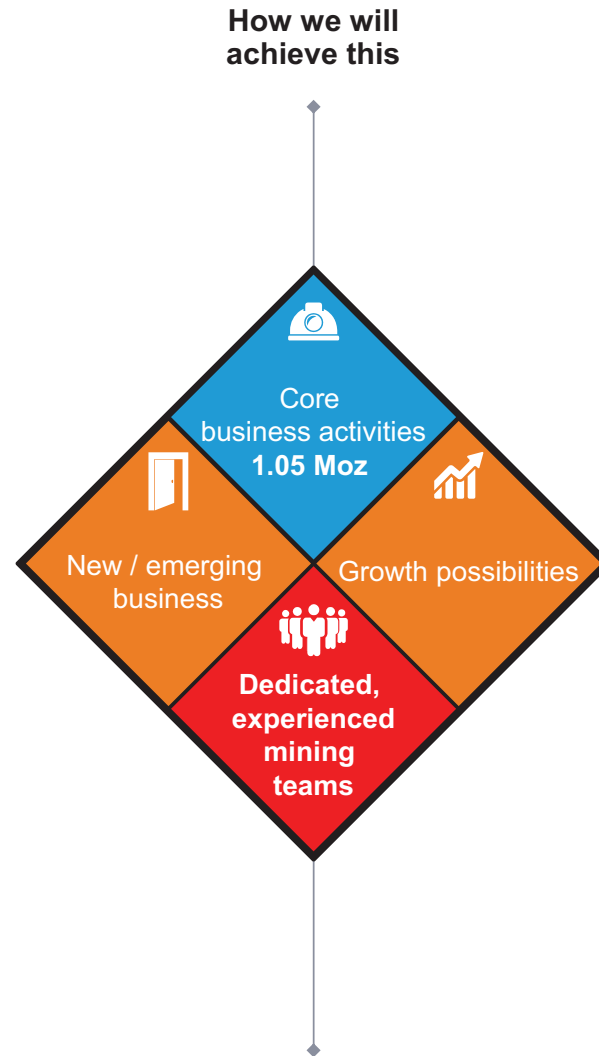 How we will
achieve this
Core
business activities
1.05 Moz
New / emerging
business
Growth possibilities
Dedicated,
experienced
mining
teams